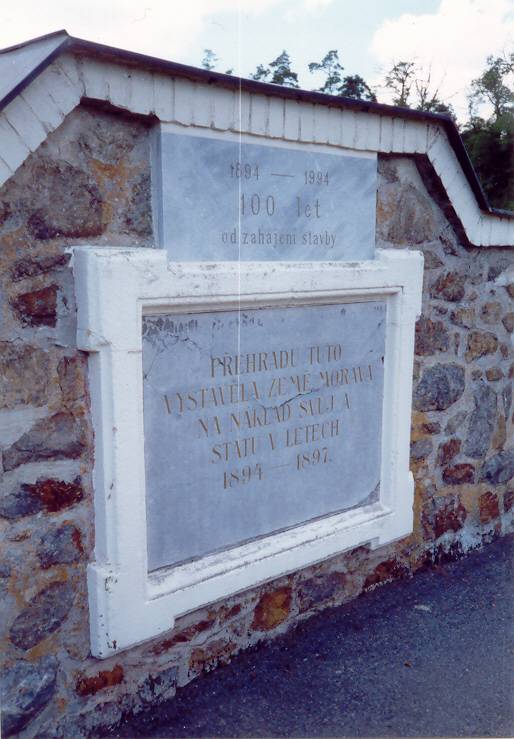 1894 — 1994
100 let
od zahájení stavby
PŘEHRADU TUTO
VYSTAVĚLA ZEMĚ MORAVA
NA NÁKLAD SVŮJ A
STÁTU V LETECH
1894 — 1897.